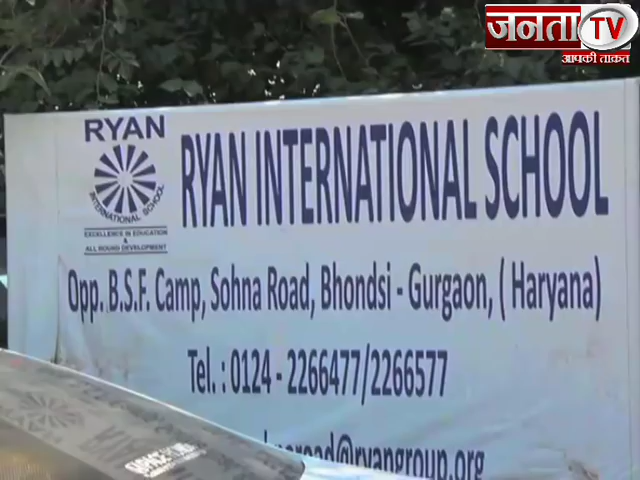 जनता TV
आपकी ताक़त
RYAN
INTERNATIONAL SCHOOL
EXCELLENCE IN EDUCATION
&
ALL ROUND DEVELOPMENT
RYAN INTERNATIONAL SCHOOL
Opp. B.S.F. Camp, Sohna Road, Bhondsi - Gurgaon, ( Haryana)
Tel. : 0124 - 2266477/2266577
road@ryangroup.org